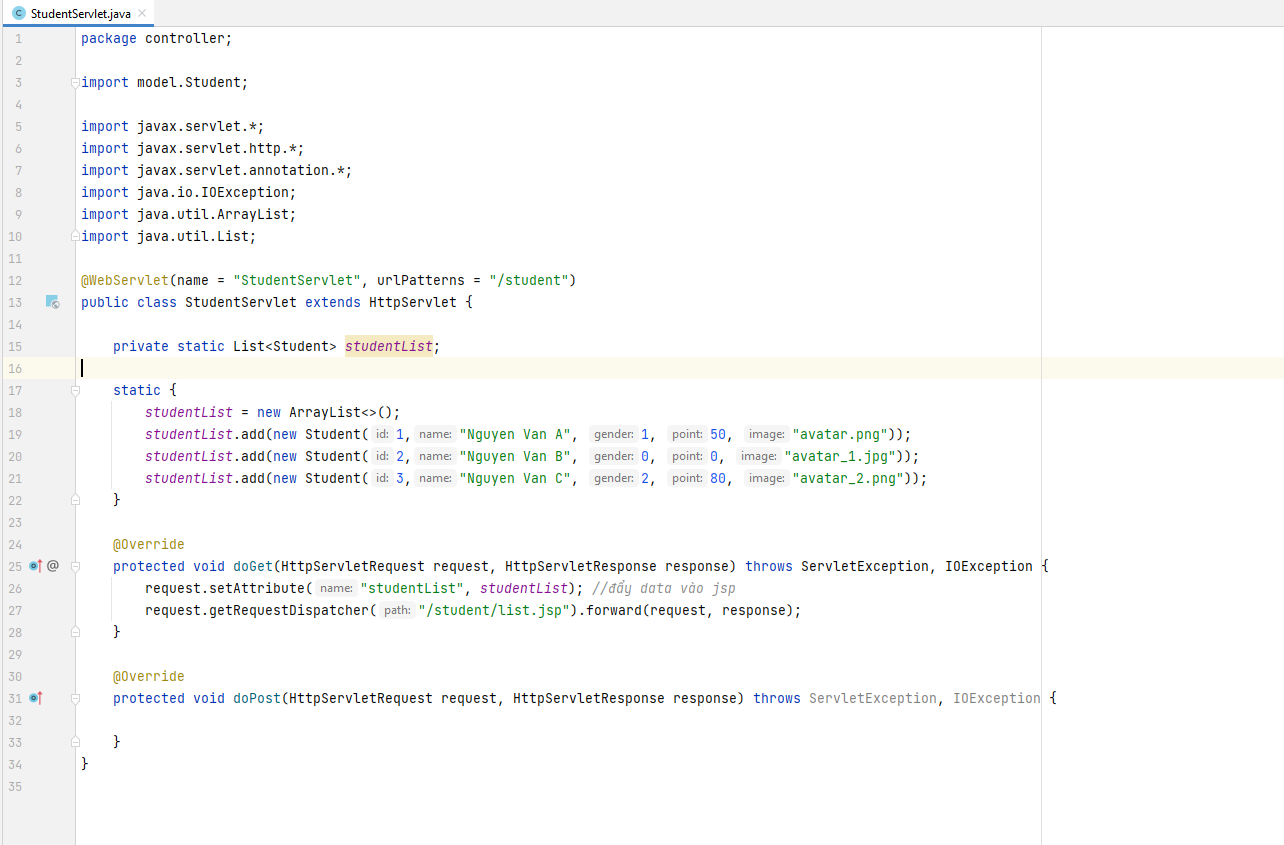 StudentServlet.java
1 package controller;
2
3 import model.Student;
4
5 import javax.servlet.*;
6 import javax.servlet.http.*;
7 import javax.servlet.annotation.*;
8 import java.io.IOException;
9 import java.util.ArrayList;
10 import java.util.List;
11
12 @WebServlet(name = "StudentServlet", urlPatterns = "/student")
13 public class StudentServlet extends HttpServlet {
14
15 private static List<Student> studentList;
16
17 static {
18 studentList = new ArrayList<>();
19 studentList.add(new Student( id: 1, name: "Nguyen Van A", gender: 1, point: 50, image: "avatar.png"));
20 studentList.add(new Student( id: 2, name: "Nguyen Van B", gender: 0, point: 0, image: "avatar_1.jpg"));
21 studentList.add(new Student( id: 3, name: "Nguyen Van C", gender: 2, point: 80, image: "avatar_2.png"));
22 }
23
24 @Override
25 @ protected void doGet(HttpServletRequest request, HttpServletResponse response) throws ServletException, IOException {
26 request.setAttribute( name: "studentList", studentList); //đẩy data vào jsp
27 request.getRequestDispatcher( path: "/student/list.jsp").forward(request, response);
28 }
29
30 @Override
31 protected void doPost(HttpServletRequest request, HttpServletResponse response) throws ServletException, IOException {
32
33 }
34 }
35